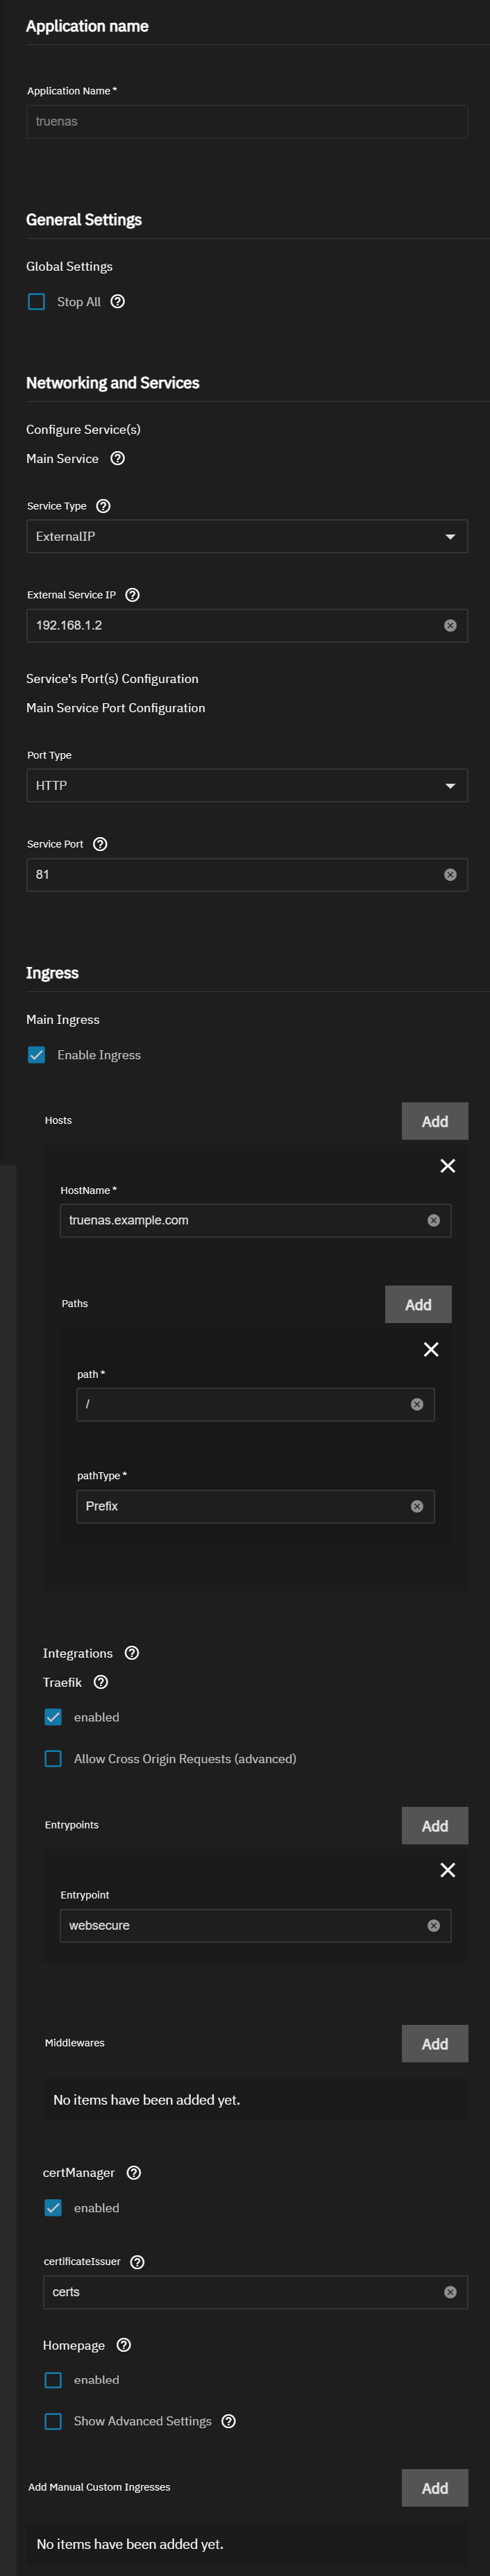 Application name
Application Name *
truenas
General Settings
Global Settings
Stop All
Networking and Services
Configure Service(s)
Main Service
Service Type
ExternalIP
External Service IP
192.168.1.2
Service's Port(s) Configuration
Main Service Port Configuration
Port Type
HTTP
Service Port
81
Ingress
Main Ingress
Enable Ingress
Hosts
Add
HostName *
truenas.example.com
Paths
Add
path *
/
pathType *
Prefix
Integrations
Traefik
enabled
Allow Cross Origin Requests (advanced)
Entrypoints
Add
Entrypoint
websecure
Middlewares
Add
No items have been added yet.
certManager
enabled
certificateIssuer
certs
Homepage
enabled
Show Advanced Settings
Add Manual Custom Ingresses
Add
No items have been added yet.